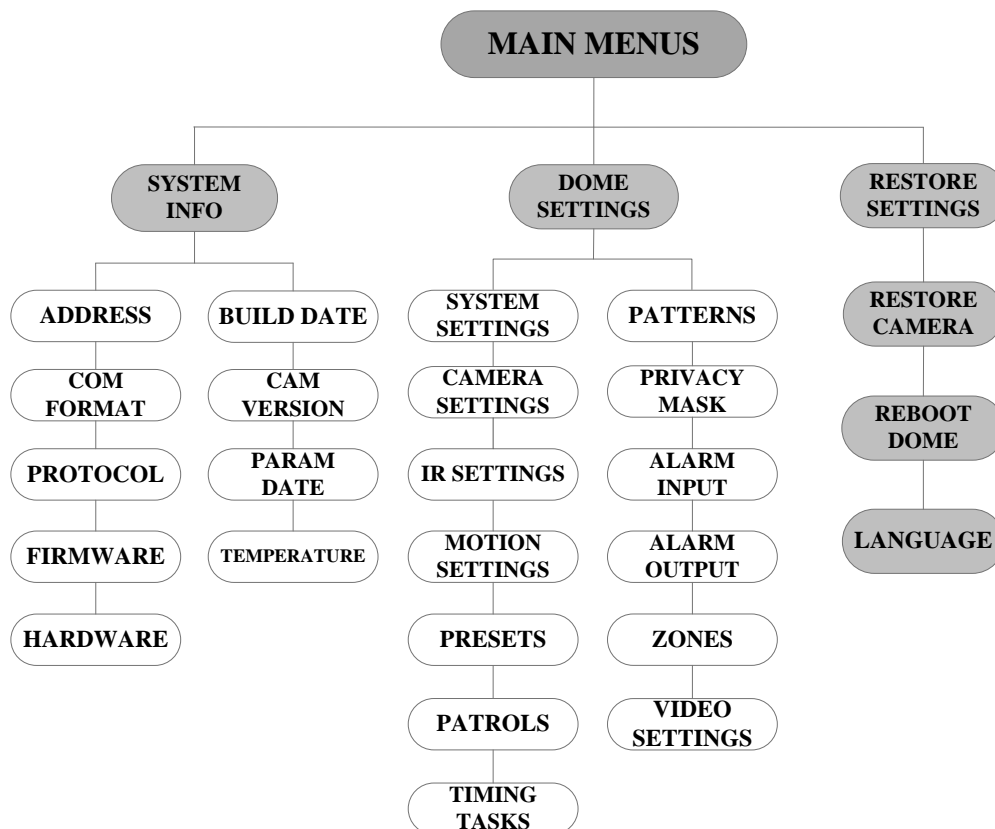 MAIN MENUS
SYSTEM
INFO
DOME
SETTINGS
RESTORE
SETTINGS
ADDRESS
COM
FORMAT
PROTOCOL
FIRMWARE
HARDWARE
BUILD DATE
CAM
VERSION
PARAM
DATE
TEMPERATURE
SYSTEM
SETTINGS
CAMERA
SETTINGS
IR SETTINGS
MOTION
SETTINGS
PRESETS
PATROLS
TIMING
TASKS
PATTERNS
PRIVACY
MASK
ALARM
INPUT
ALARM
OUTPUT
ZONES
VIDEO
SETTINGS
RESTORE
CAMERA
REBOOT
DOME
LANGUAGE